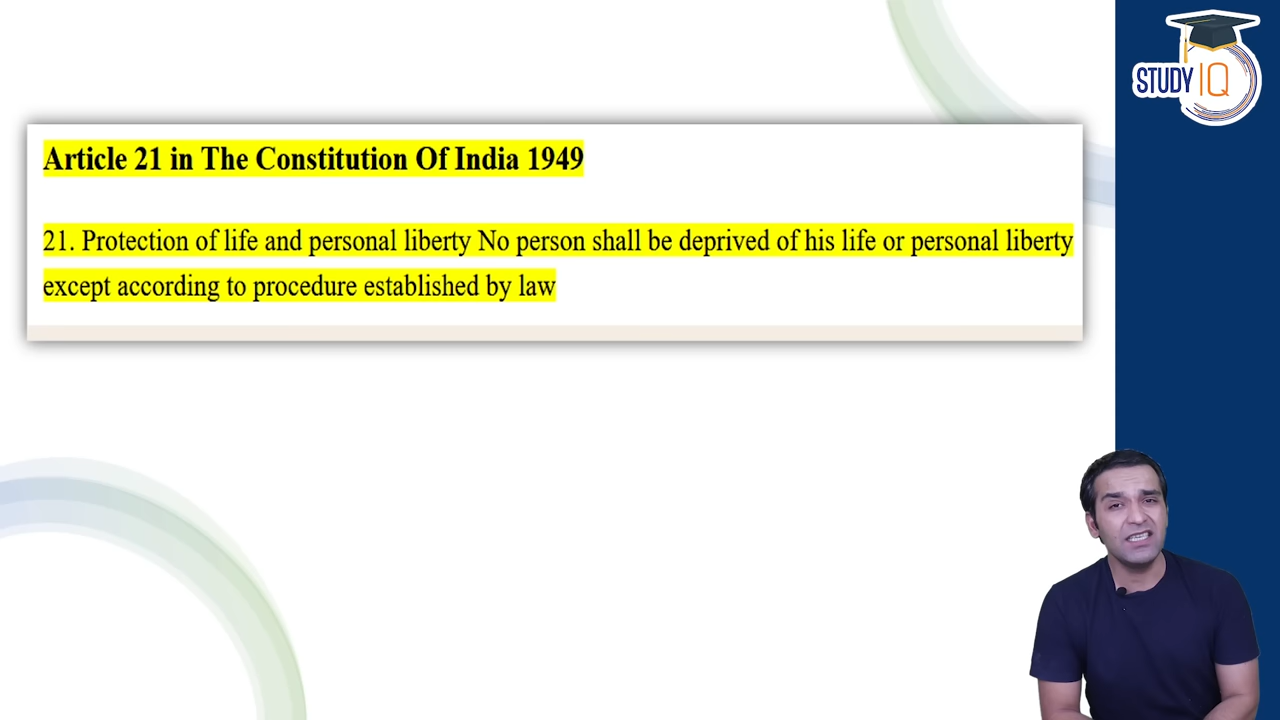 STUDY IQ
Article 21 in The Constitution Of India 1949
21. Protection of life and personal liberty No person shall be deprived of his life or personal liberty
except according to procedure established by law